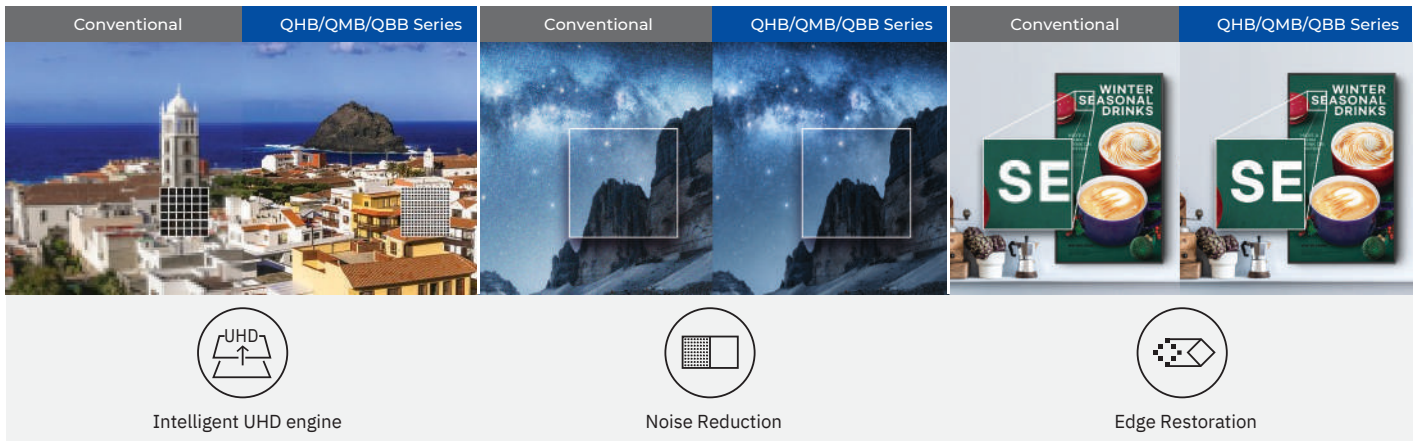 Conventional
QHB/QMB/QBB Series
Conventional
QHB/QMB/QBB Series
Conventional
QHB/QMB/QBB Series
WINTER
SEASONAL
DRINKS
SE
WINTER
SEASONAL
DRINKS
SE
UHD
Intelligent UHD engine
Noise Reduction
Edge Restoration